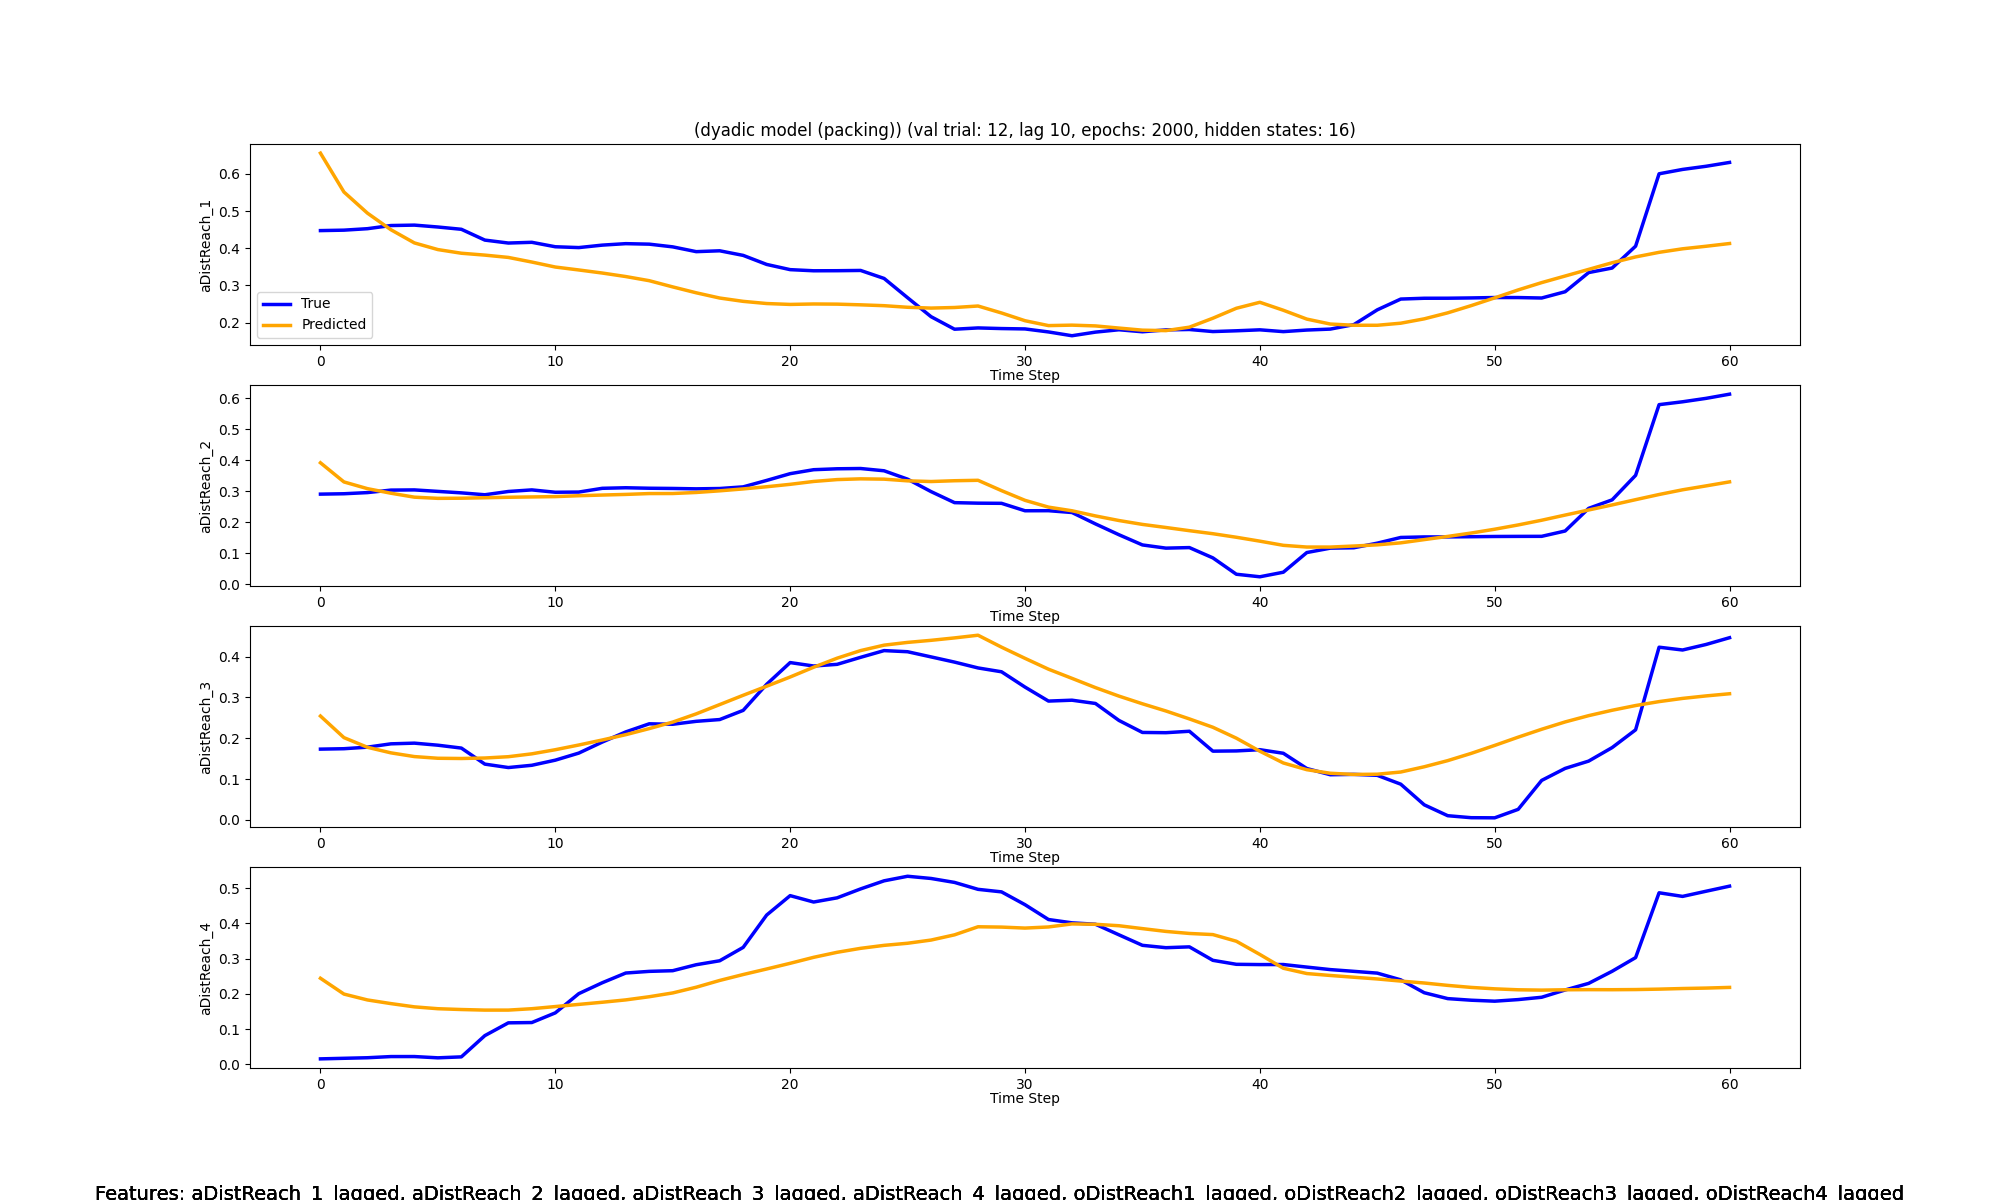 (dyadic model (packing)) (val trial: 12, lag 10, epochs: 2000, hidden states: 16)
0.6
0.5
0.4
0.3
0.2
aDistReach_1
True
Predicted
0 10 20 30 40 50 60
Time Step
0.6
0.5
0.4
0.3
0.2
0.1
0.0
aDistReach_2
0 10 20 30 40 50 60
Time Step
0.4
0.3
0.2
0.1
0.0
aDistReach_3
0 10 20 30 40 50 60
Time Step
0.5
0.4
0.3
0.2
0.1
0.0
aDistReach_4
0 10 20 30 40 50 60
Time Step
Features: aDistReach_1_lagged, aDistReach_2_lagged, aDistReach_3_lagged, aDistReach_4_lagged, oDistReach1_lagged, oDistReach2_lagged, oDistReach3_lagged, oDistReach4_lagged